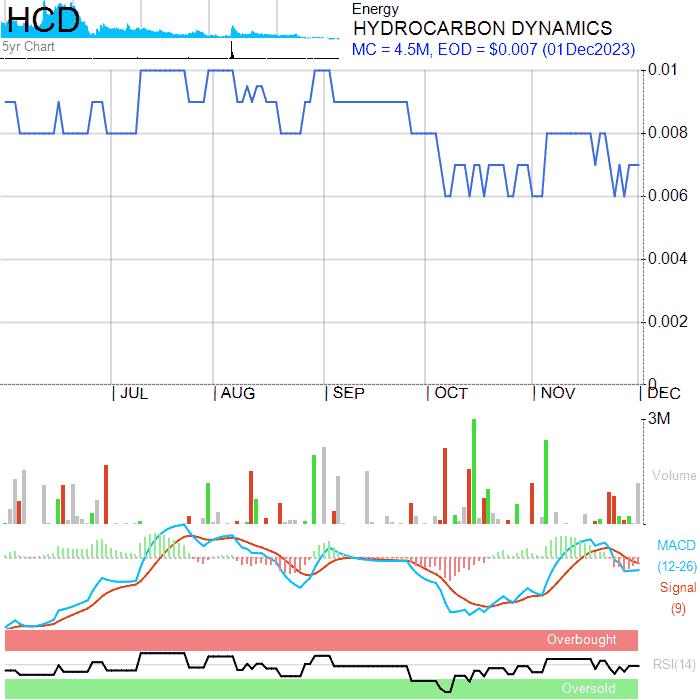 HCD
5yr Chart
Energy
HYDROCARBON DYNAMICS
MC = 4.5M, EOD = $0.007 (01Dec2023)
0.01
0.008
0.006
0.004
0.002
0
JUL AUG SEP OCT NOV DEC
3M
Volume
MACD
(12-26)
Signal
(9)
Overbought
RSI(14)
Oversold